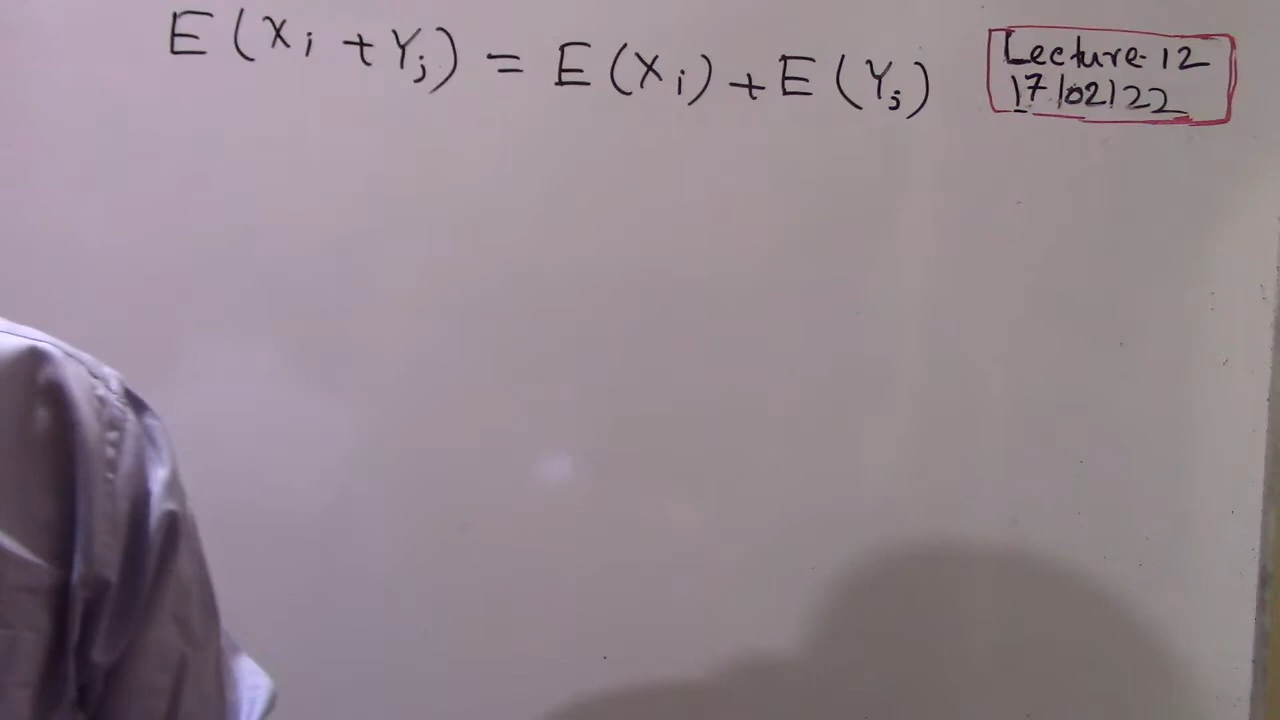 E(Xi + Yj) = E(Xi) + E(Yj)
Lecture-12
17/02/22